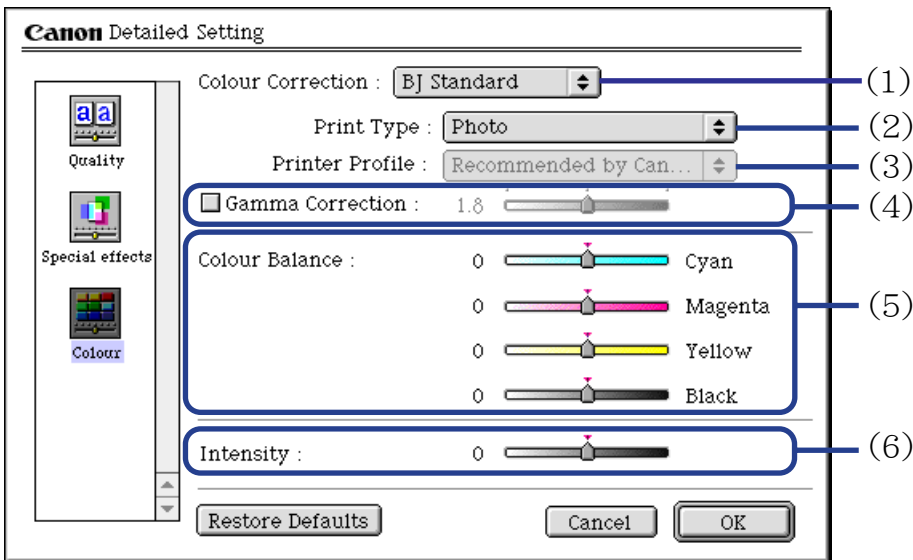 Canon Detailed Setting
Colour Correction : BJ Standard (1)
Print Type : Photo (2)
Printer Profile : Recommended by Can... (3)
Gamma Correction : 1.8 (4)
Colour Balance : 0 Cyan
0 Magenta (5)
0 Yellow
0 Black
Intensity : 0 (6)
aa
Quality
Special effects
Colour
Restore Defaults Cancel OK